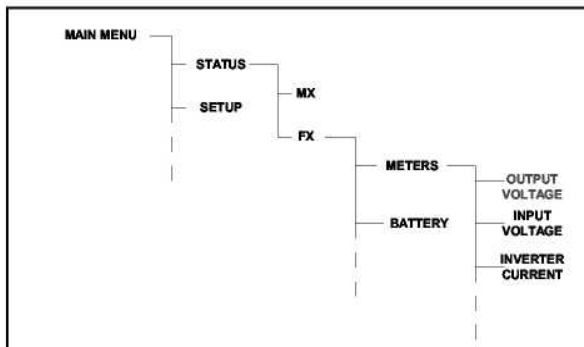 MAIN MENU
STATUS
MX
SETUP
FX
METERS
OUTPUT
VOLTAGE
BATTERY
INPUT
VOLTAGE
INVERTER
CURRENT